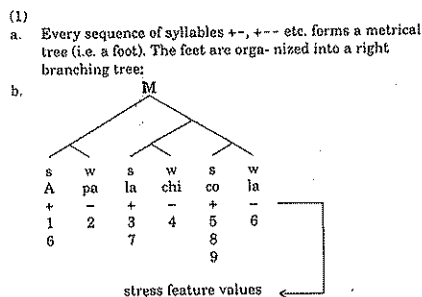 (1)
a. Every sequence of syllables +-, +-- etc. forms a metrical
tree (i.e. a foot). The feet are orga- nized into a right
branching tree:
b. M
s w s w s w
A pa la chi co la
+ - + - + -
1 2 3 4 5 6
6 7 8
9
stress feature values